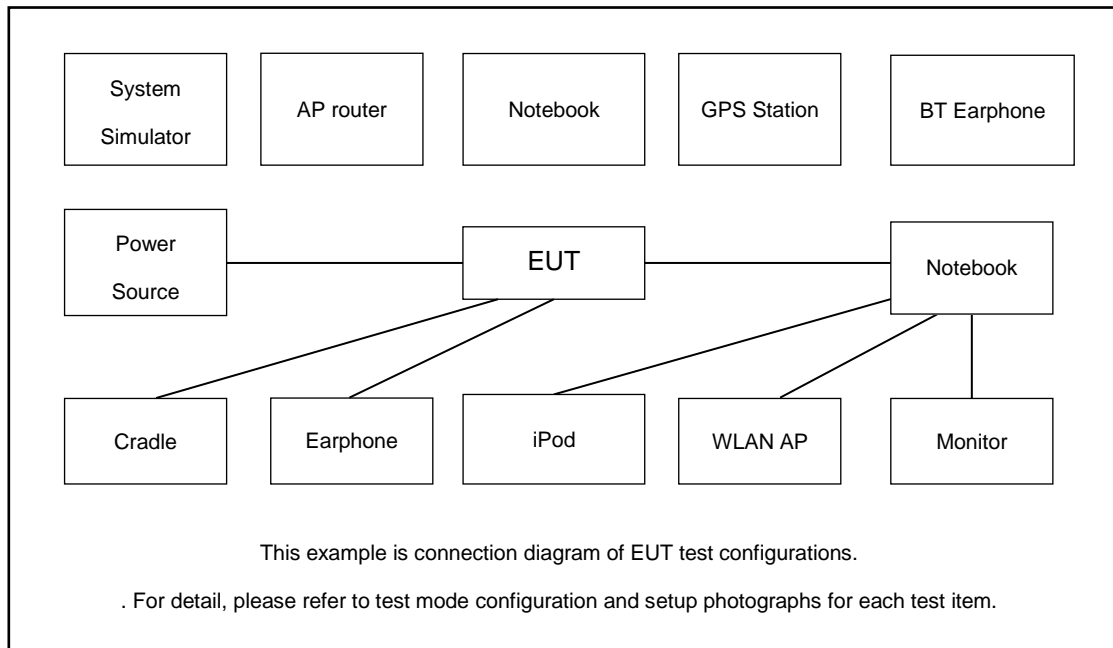 System
Simulator
AP router
Notebook
GPS Station
BT Earphone
Power
Source
EUT
Notebook
Cradle
Earphone
iPod
WLAN AP
Monitor
This example is connection diagram of EUT test configurations.
. For detail, please refer to test mode configuration and setup photographs for each test item.